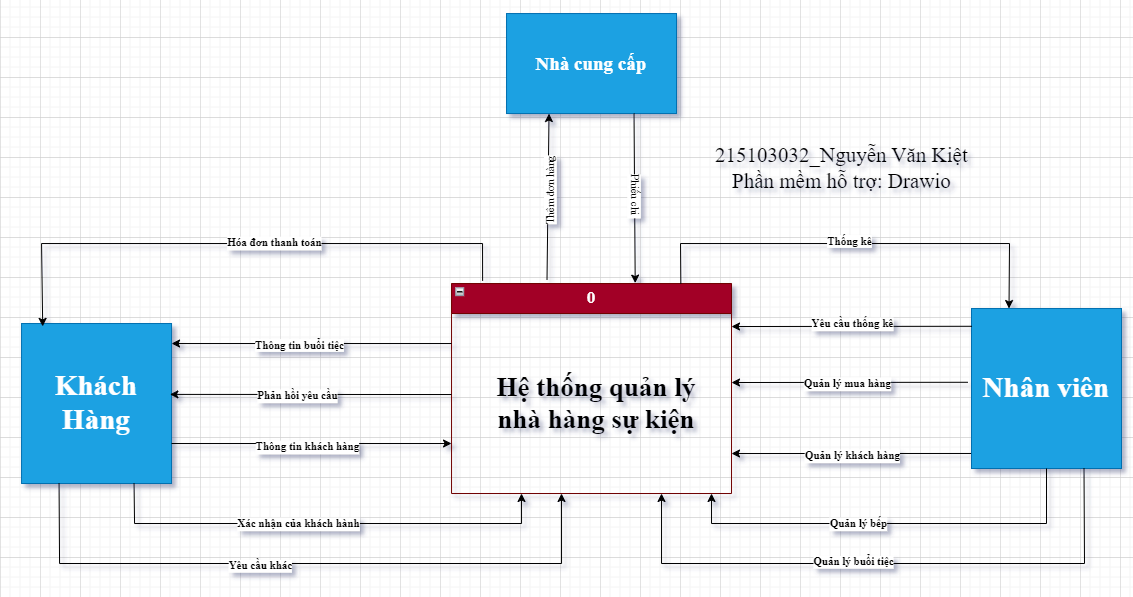 Nhà cung cấp
215103032_Nguyễn Văn Kiệt
Phần mềm hỗ trợ: Drawio
Thêm đơn hàng
Phiếu chi
Hóa đơn thanh toán
Thống kê
0
Yêu cầu thống kê
Thông tin buổi tiệc
Khách
Hàng
Hệ thống quản lý
nhà hàng sự kiện
Nhân viên
Quản lý mua hàng
Phản hồi yêu cầu
Thông tin khách hàng
Quản lý khách hàng
Xác nhận của khách hành
Quản lý bếp
Yêu cầu khác
Quản lý buổi tiệc